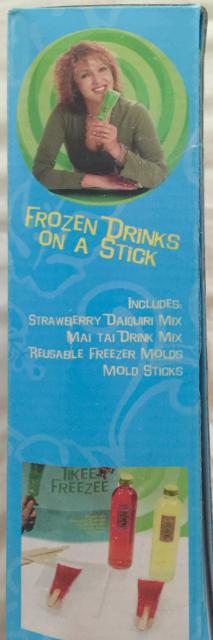 FROZEN DRINKS
ON A STICK
INCLUDES:
STRAWBERRY DAIQUIRI MIX
MAI TAI DRINK MIX
REUSABLE FREEZER MOLDS
MOLD STICKS
TIKEE
FREEZEE